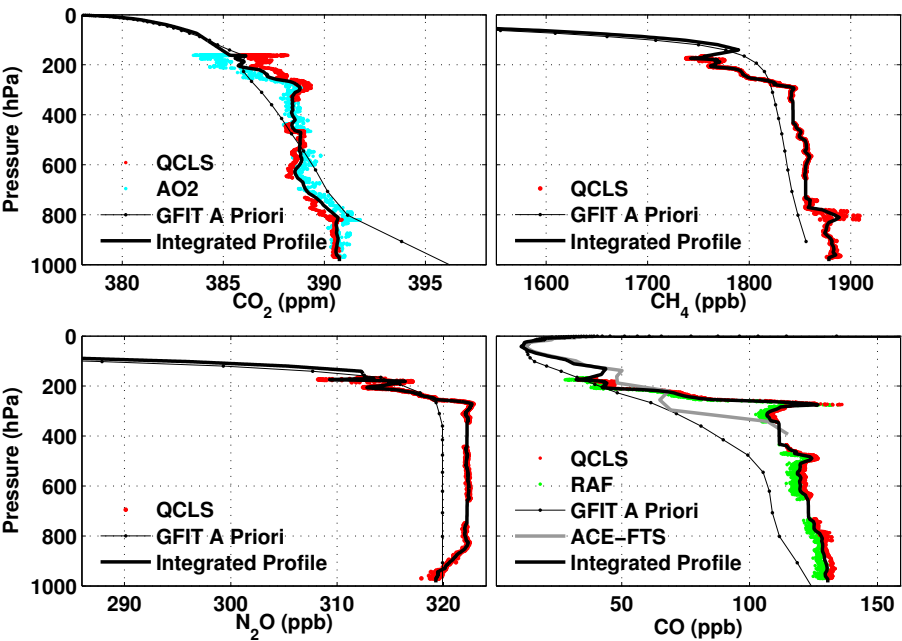 0
200
400
600
800
1000
Pressure (hPa)
QCLS
AO2
GFIT A Priori
Integrated Profile
380 385 390 395
CO2 (ppm)
QCLS
GFIT A Priori
Integrated Profile
1600 1700 1800 1900
CH4 (ppb)
0
200
400
600
800
1000
Pressure (hPa)
QCLS
GFIT A Priori
Integrated Profile
290 300 310 320
N2O (ppb)
QCLS
RAF
GFIT A Priori
ACE−FTS
Integrated Profile
50 100 150
CO (ppb)